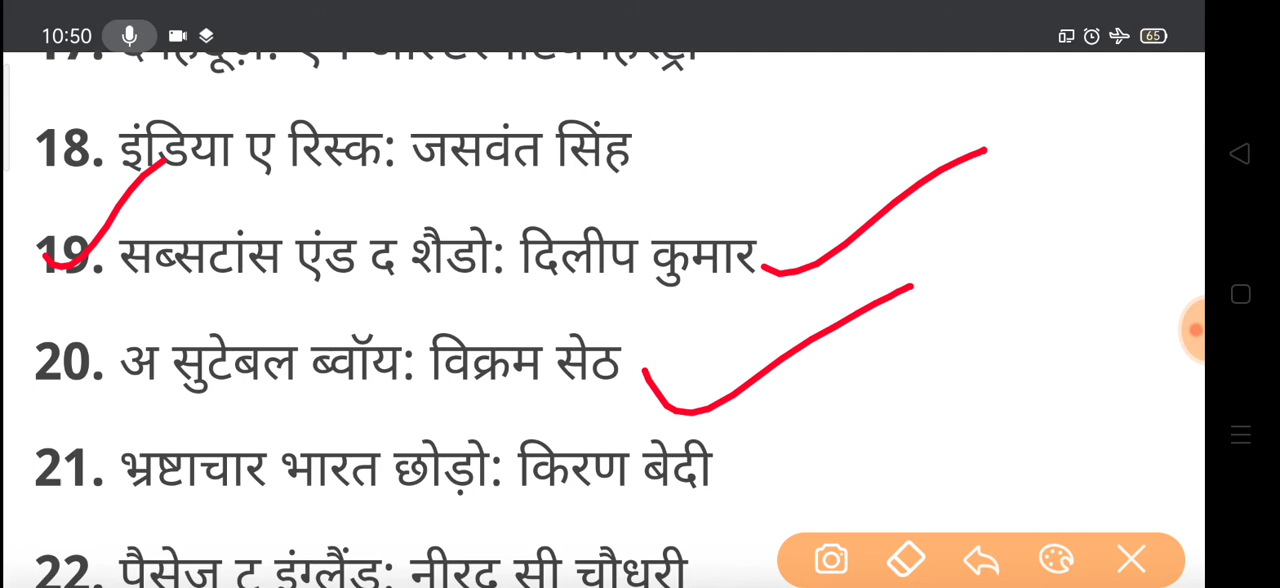 10:50
65
18. इंडिया ए रिस्क: जसवंत सिंह
19. सब्सटांस एंड द शैडो: दिलीप कुमार
20. अ सुटेबल ब्वॉय: विक्रम सेठ
21. भ्रष्टाचार भारत छोड़ो: किरण बेदी
22. पैसेज टू इंग्लैंड: नीरद सी चौधरी